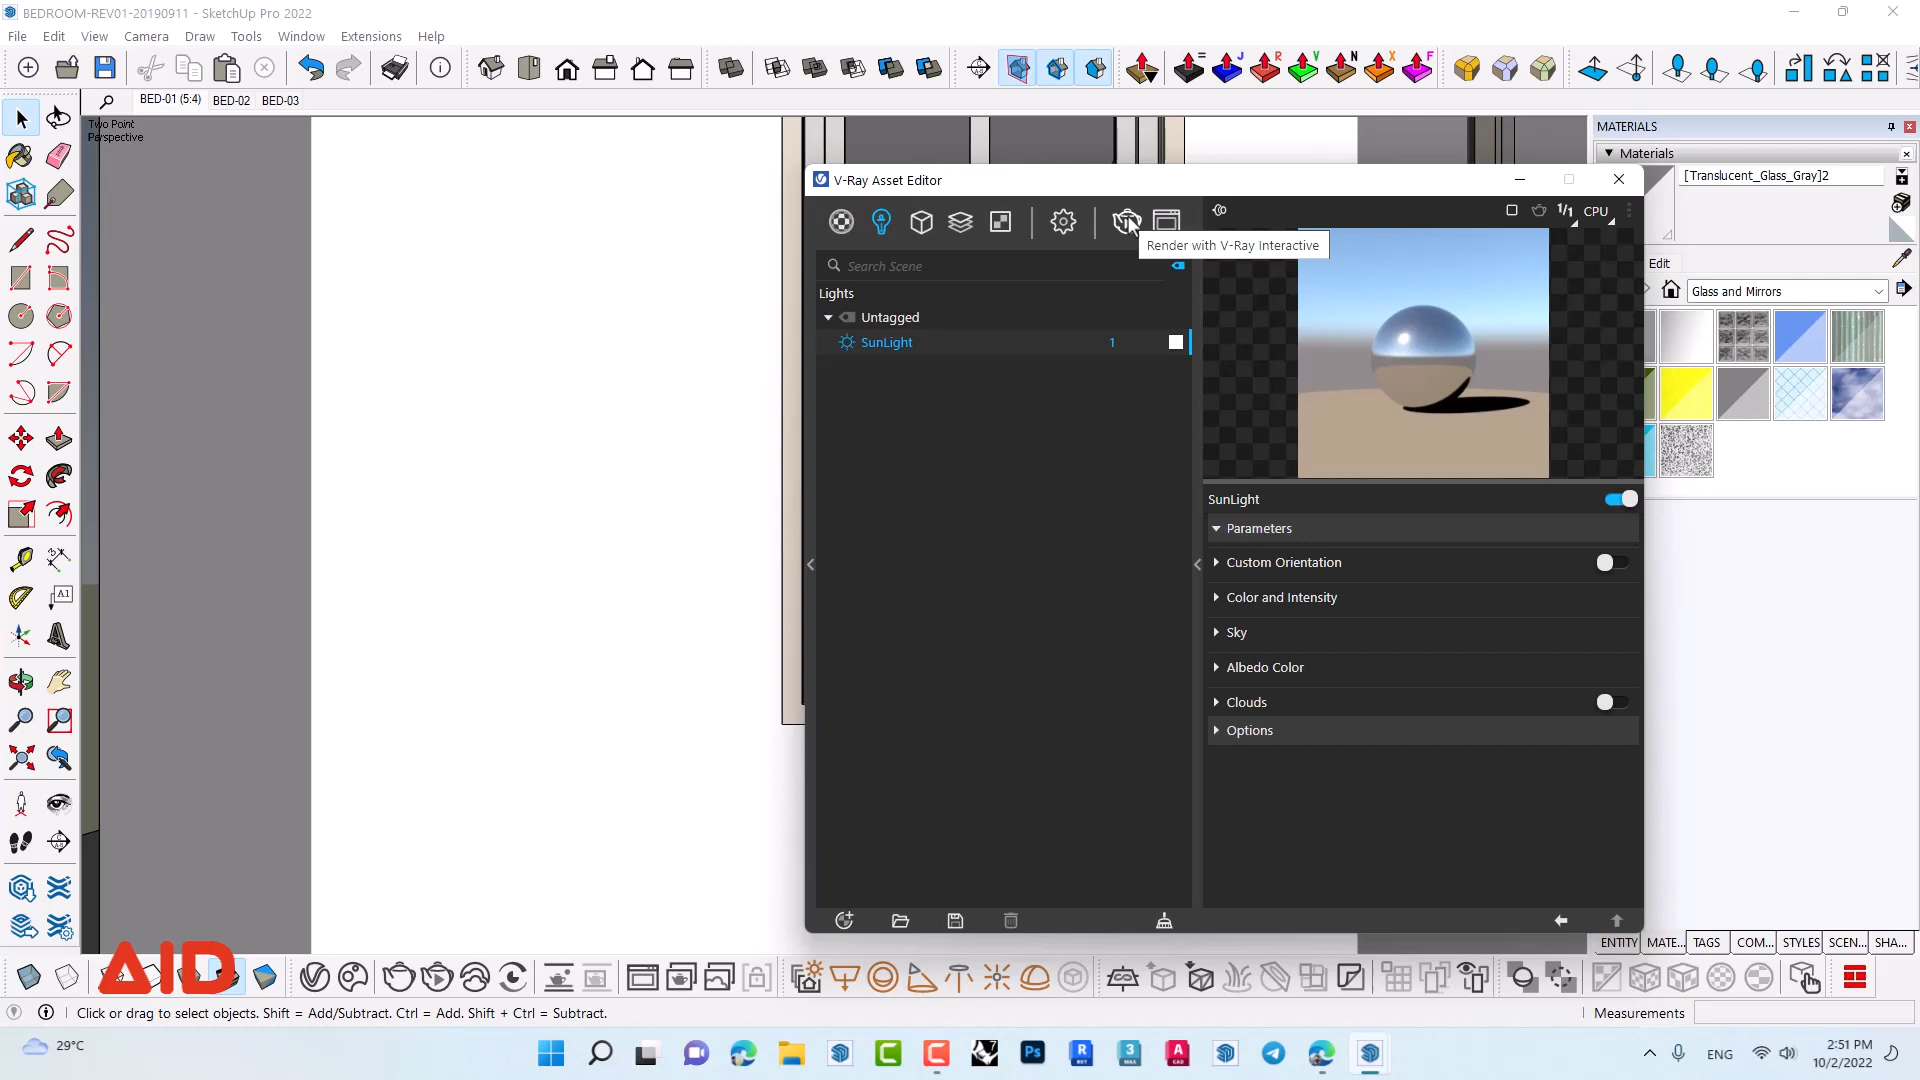 BEDROOM-REV01-20190911 - SketchUp Pro 2022
File Edit View Camera Draw Tools Window Extensions Help
BED-01 (5:4) BED-02 BED-03
Two Point
Perspective
MATERIALS
Materials
[Translucent_Glass_Gray]2
Edit
Glass and Mirrors
V-Ray Asset Editor
1/1 CPU
Render with V-Ray Interactive
Search Scene
Lights
Untagged
SunLight 1
SunLight
Parameters
Custom Orientation
Color and Intensity
Sky
Albedo Color
Clouds
Options
A1
ENTITY MATE... TAGS COM... STYLES SCEN... SHA...
AID
Click or drag to select objects. Shift = Add/Subtract. Ctrl = Add. Shift + Ctrl = Subtract.
Measurements
29°C
ENG
2:51 PM
10/2/2022